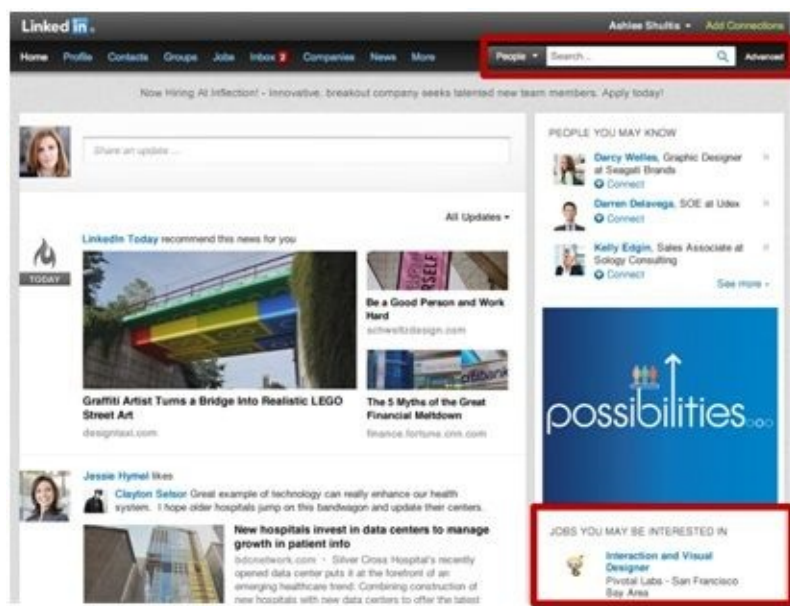 Linked in.
Ashlee Shultis Add Connections
Home Profile Contacts Groups Jobs Inbox 2 Companies News More People Search... Advanced
Now Hiring At Inflection! - Innovative, breakout company seeks talented new team members. Apply today!
Share an update ...
All Updates
LinkedIn Today recommend this news for you
TODAY
Graffiti Artist Turns a Bridge Into Realistic LEGO
Street Art
designtaxi.com
SELF
Be a Good Person and Work
Hard
schweitzdesign.com
citibank
The 5 Myths of the Great
Financial Meltdown
finance.fortune.cnn.com
Jessie Hymel likes
Clayton Selsor Great example of technology can really enhance our health
system. I hope older hospitals jump on this bandwagon and update their centers.
New hospitals invest in data centers to manage
growth in patient info
bdcnetwork.com · Silver Cross Hospital's recently
opened data center puts it at the forefront of an
emerging healthcare trend: Combining construction of
new hospitals with new data centers to offer the latest
PEOPLE YOU MAY KNOW
Darcy Welles, Graphic Designer
at Seagati Brands
Connect
Darren Delavega, SOE at Udex
Connect
Kelly Edgin, Sales Associate at
Sology Consulting
Connect
See more »
possibilities...
JOBS YOU MAY BE INTERESTED IN
Interaction and Visual
Designer
Pivotal Labs - San Francisco
Bay Area